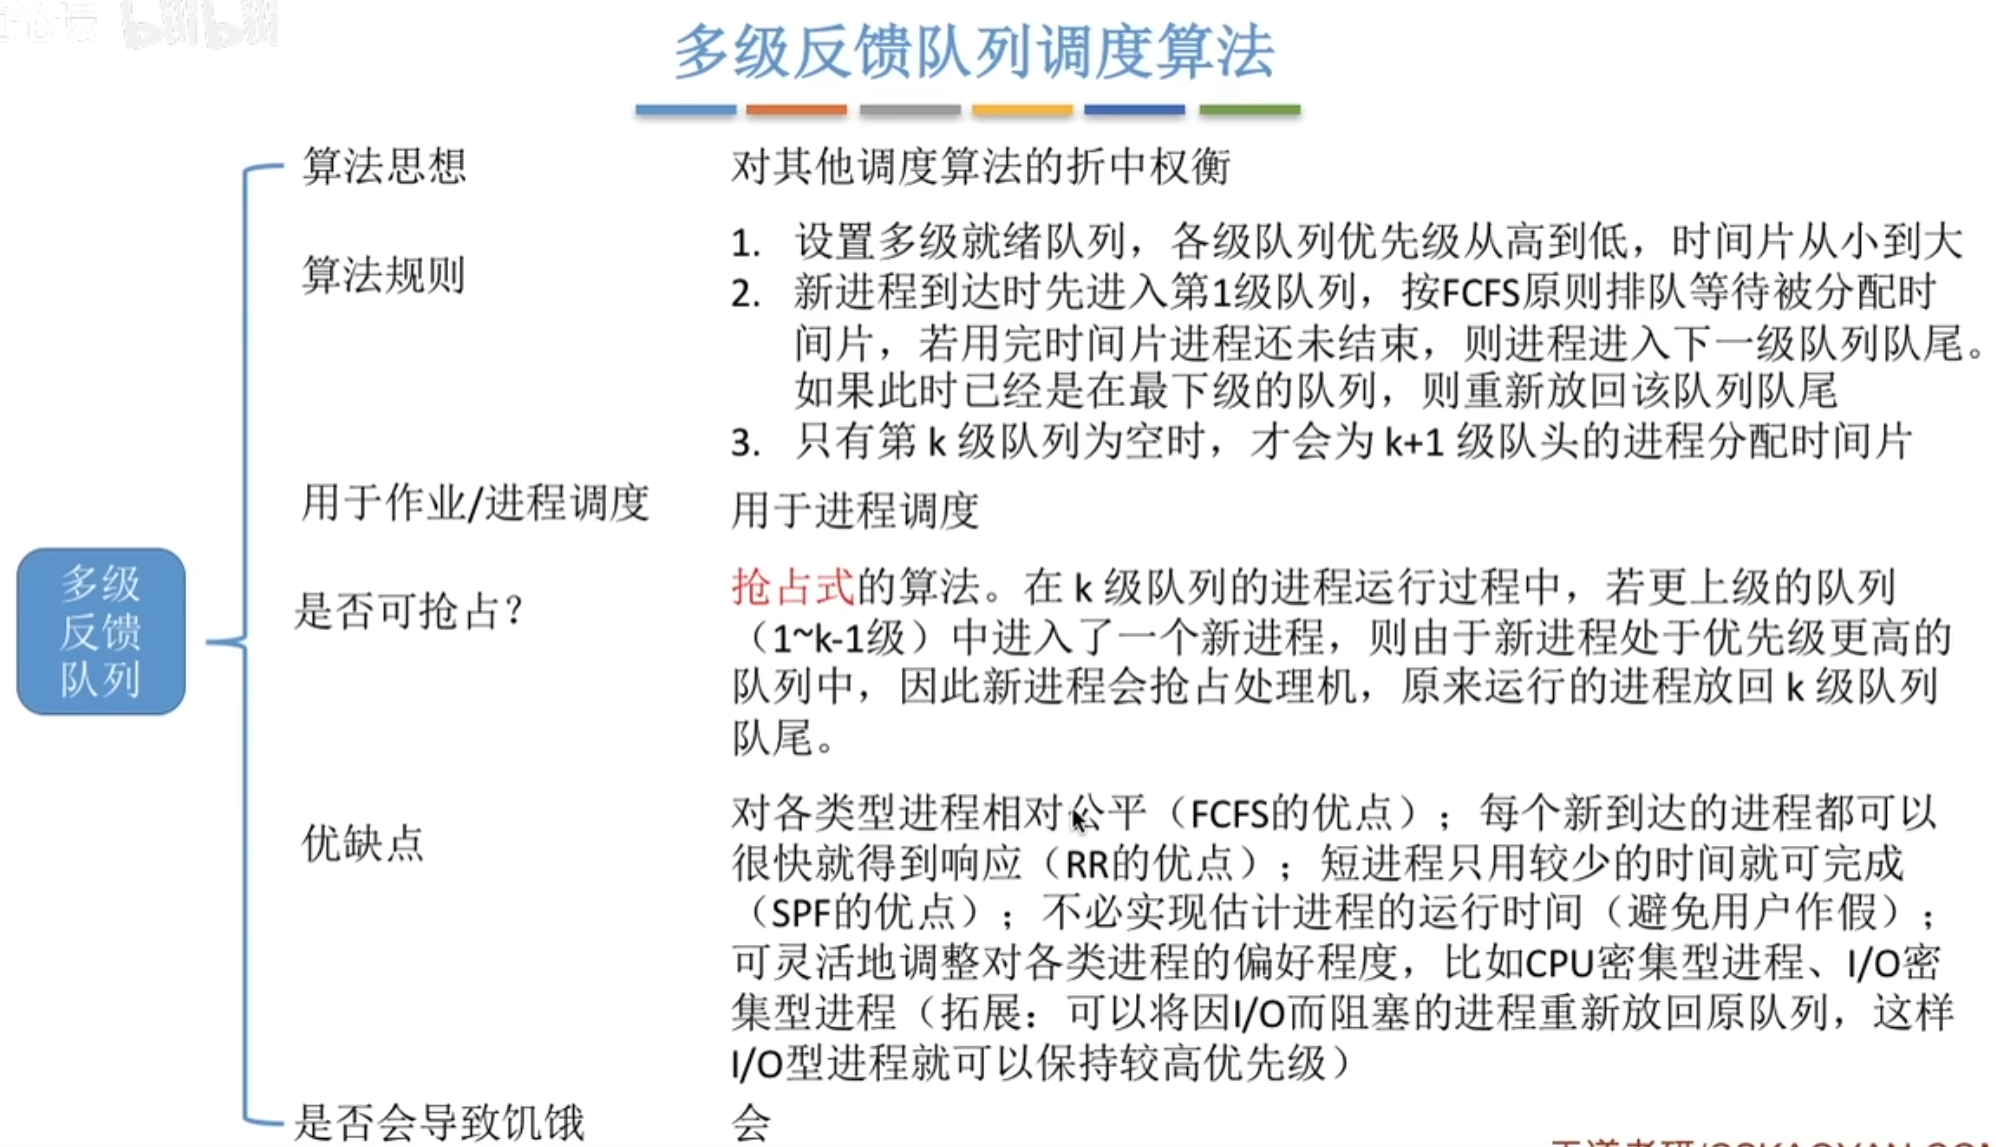 bilibili
多级反馈队列调度算法
算法思想
对其他调度算法的折中权衡
算法规则
1. 设置多级就绪队列，各级队列优先级从高到低，时间片从小到大
2. 新进程到达时先进入第1级队列，按FCFS原则排队等待被分配时
间片，若用完时间片进程还未结束，则进程进入下一级队列队尾。
如果此时已经是在最下级的队列，则重新放回该队列队尾
3. 只有第 k 级队列为空时，才会为 k+1 级队头的进程分配时间片
用于作业/进程调度
用于进程调度
多级
反馈
队列
是否可抢占？
抢占式的算法。在 k 级队列的进程运行过程中，若更上级的队列
（1~k-1级）中进入了一个新进程，则由于新进程处于优先级更高的
队列中，因此新进程会抢占处理机，原来运行的进程放回 k 级队列
队尾。
优缺点
对各类型进程相对公平（FCFS的优点）；每个新到达的进程都可以
很快就得到响应（RR的优点）；短进程只用较少的时间就可完成
（SPF的优点）；不必实现估计进程的运行时间（避免用户作假）；
可灵活地调整对各类进程的偏好程度，比如CPU密集型进程、I/O密
集型进程（拓展：可以将因I/O而阻塞的进程重新放回原队列，这样
I/O型进程就可以保持较高优先级）
是否会导致饥饿
会